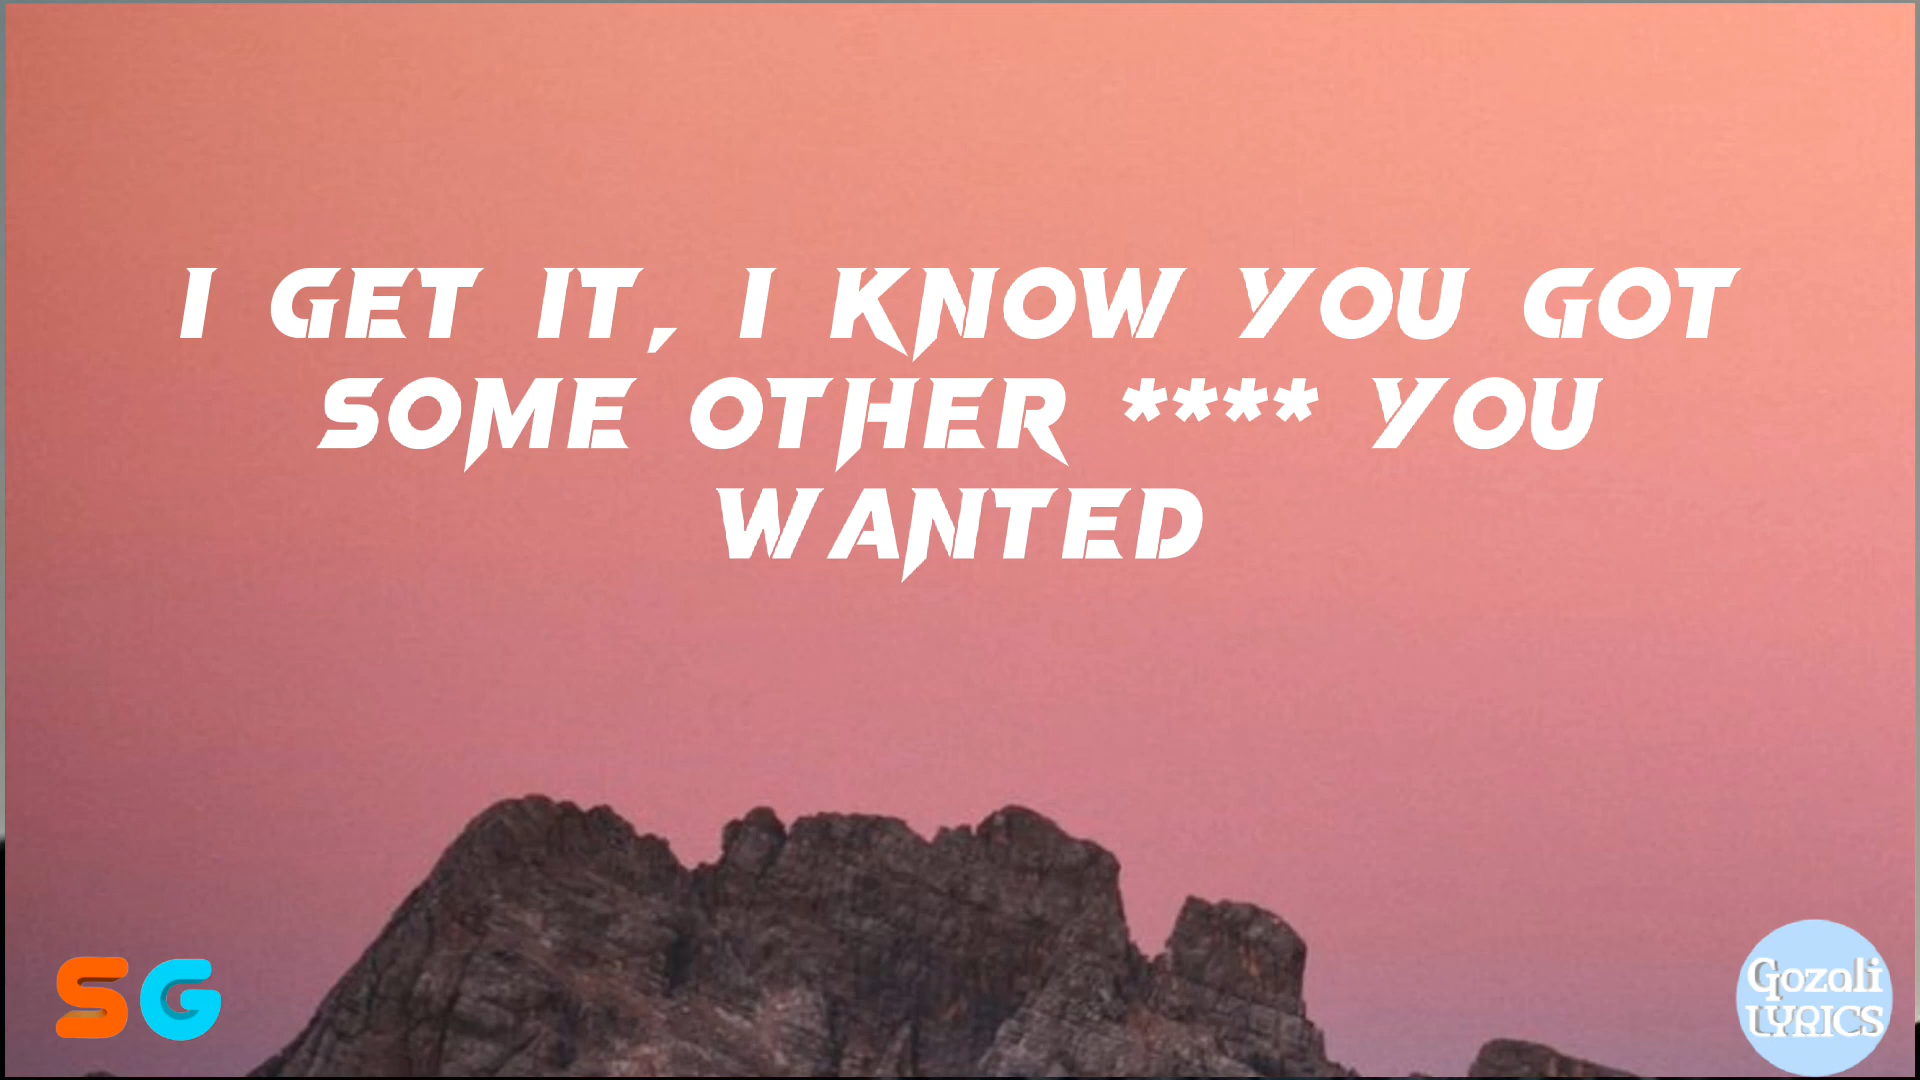 I GET IT, I KNOW YOU GOT
SOME OTHER **** YOU
WANTED
SG
Gozali
LYRICS